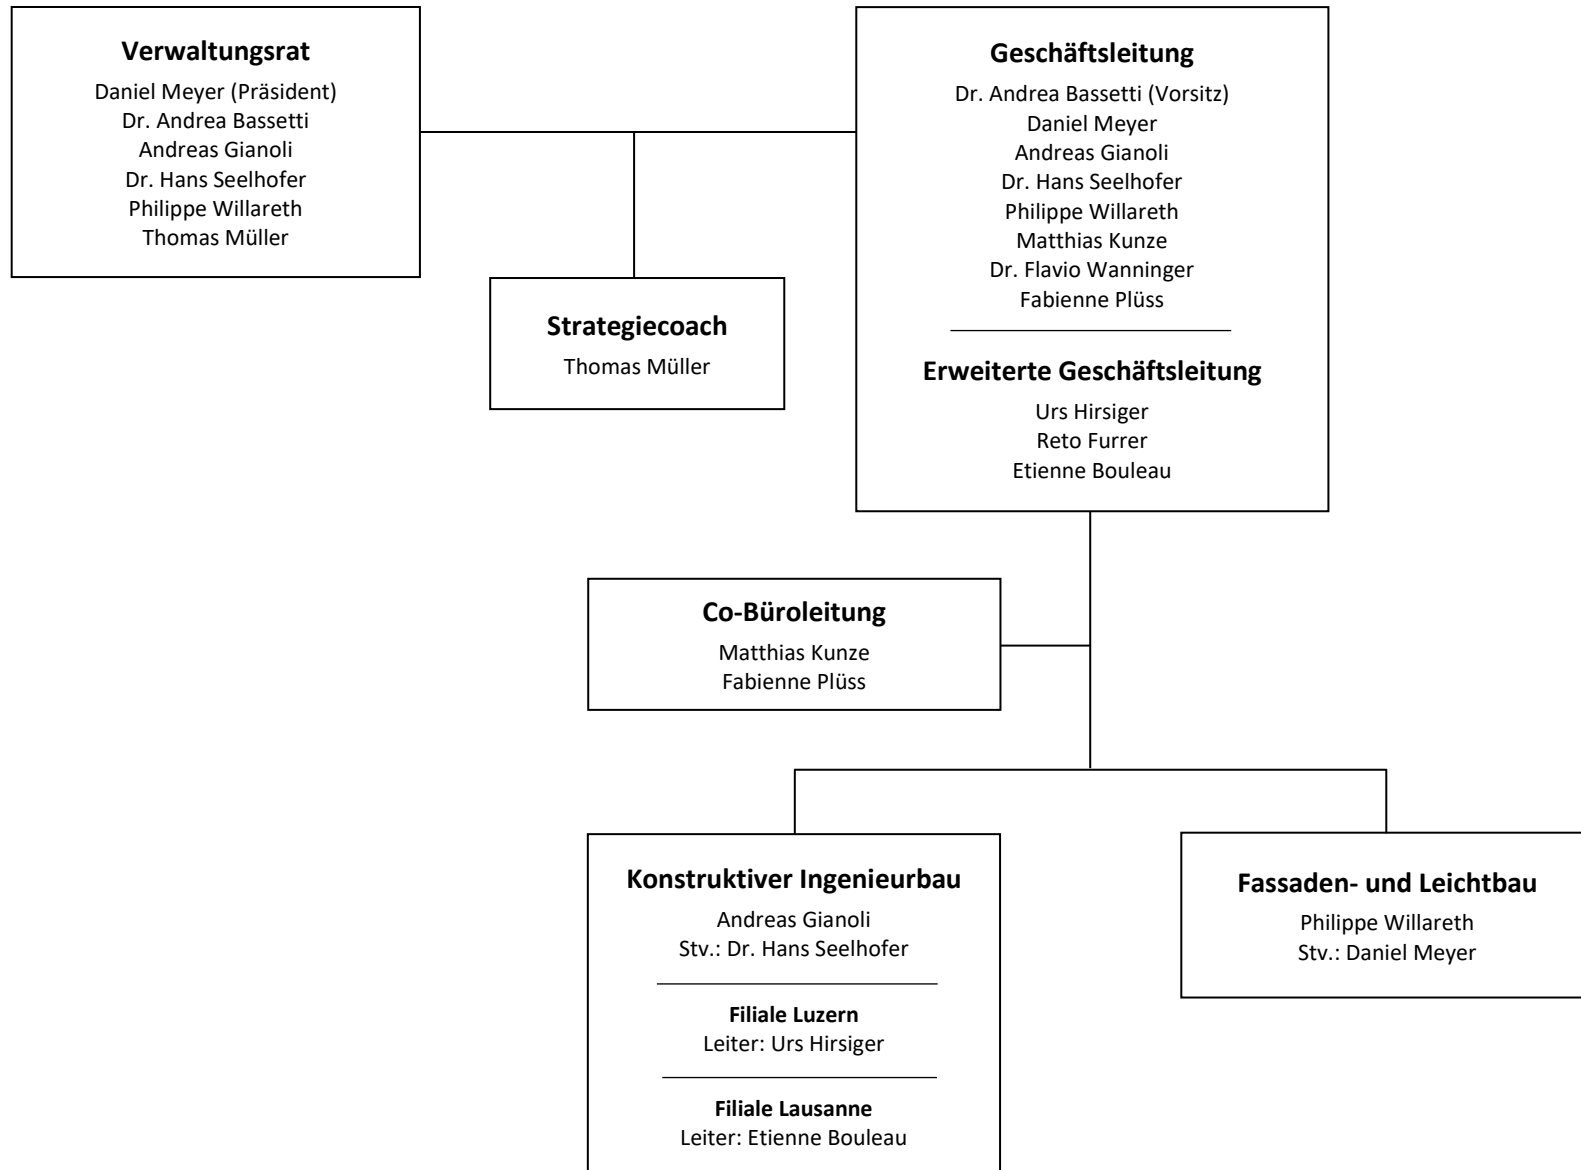 Verwaltungsrat
Daniel Meyer (Präsident)
Dr. Andrea Bassetti
Andreas Gianoli
Dr. Hans Seelhofer
Philippe Willareth
Thomas Müller
Geschäftsleitung
Dr. Andrea Bassetti (Vorsitz)
Daniel Meyer
Andreas Gianoli
Dr. Hans Seelhofer
Philippe Willareth
Matthias Kunze
Dr. Flavio Wanninger
Fabienne Plüss
Erweiterte Geschäftsleitung
Urs Hirsiger
Reto Furrer
Etienne Bouleau
Strategiecoach
Thomas Müller
Co-Büroleitung
Matthias Kunze
Fabienne Plüss
Konstruktiver Ingenieurbau
Andreas Gianoli
Stv.: Dr. Hans Seelhofer
Filiale Luzern
Leiter: Urs Hirsiger
Filiale Lausanne
Leiter: Etienne Bouleau
Fassaden- und Leichtbau
Philippe Willareth
Stv.: Daniel Meyer